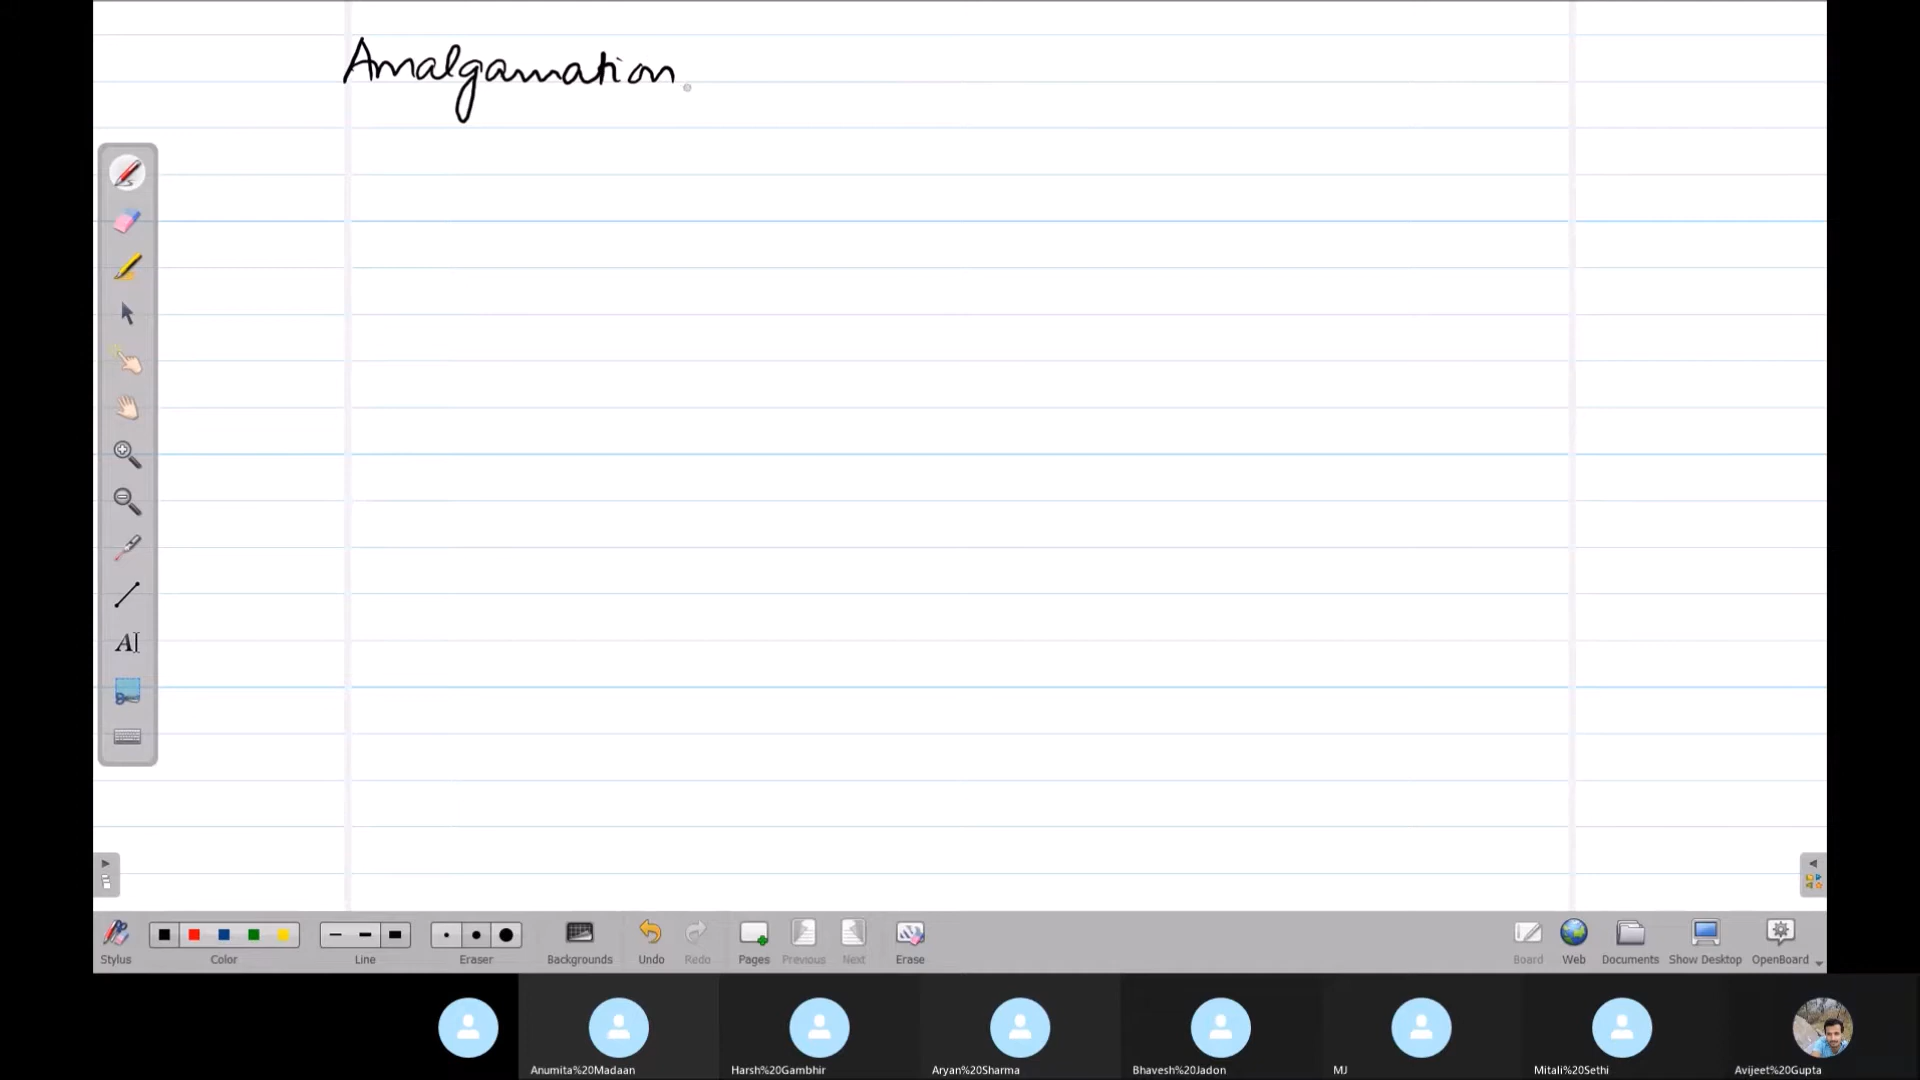 Amalgamation
AI
Stylus
Color
Line
Eraser
Backgrounds
Undo
Redo
Pages
Previous
Next
Erase
Board
Web
Documents
Show Desktop
OpenBoard
Anumita%20Madaan
Harsh%20Gambhir
Aryan%20Sharma
Bhavesh%20Jadon
MJ
Mitali%20Sethi
Avijeet%20Gupta